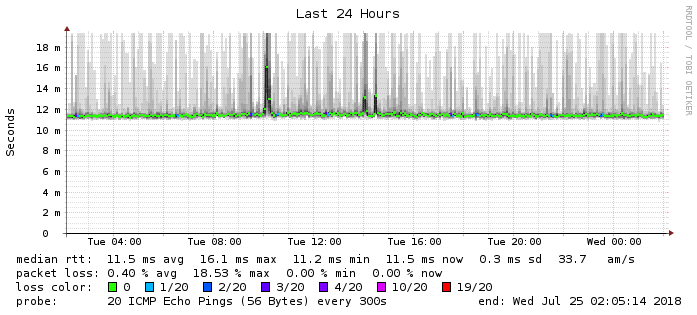 Last 24 Hours
RRDTOOL / TOBI OETIKER
Seconds
18 m
16 m
14 m
12 m
10 m
8 m
6 m
4 m
2 m
0
Tue 04:00 Tue 08:00 Tue 12:00 Tue 16:00 Tue 20:00 Wed 00:00
median rtt: 11.5 ms avg 16.1 ms max 11.2 ms min 11.5 ms now 0.3 ms sd 33.7 am/s
packet loss: 0.40 % avg 18.53 % max 0.00 % min 0.00 % now
loss color: 0 1/20 2/20 3/20 4/20 10/20 19/20
probe: 20 ICMP Echo Pings (56 Bytes) every 300s end: Wed Jul 25 02:05:14 2018